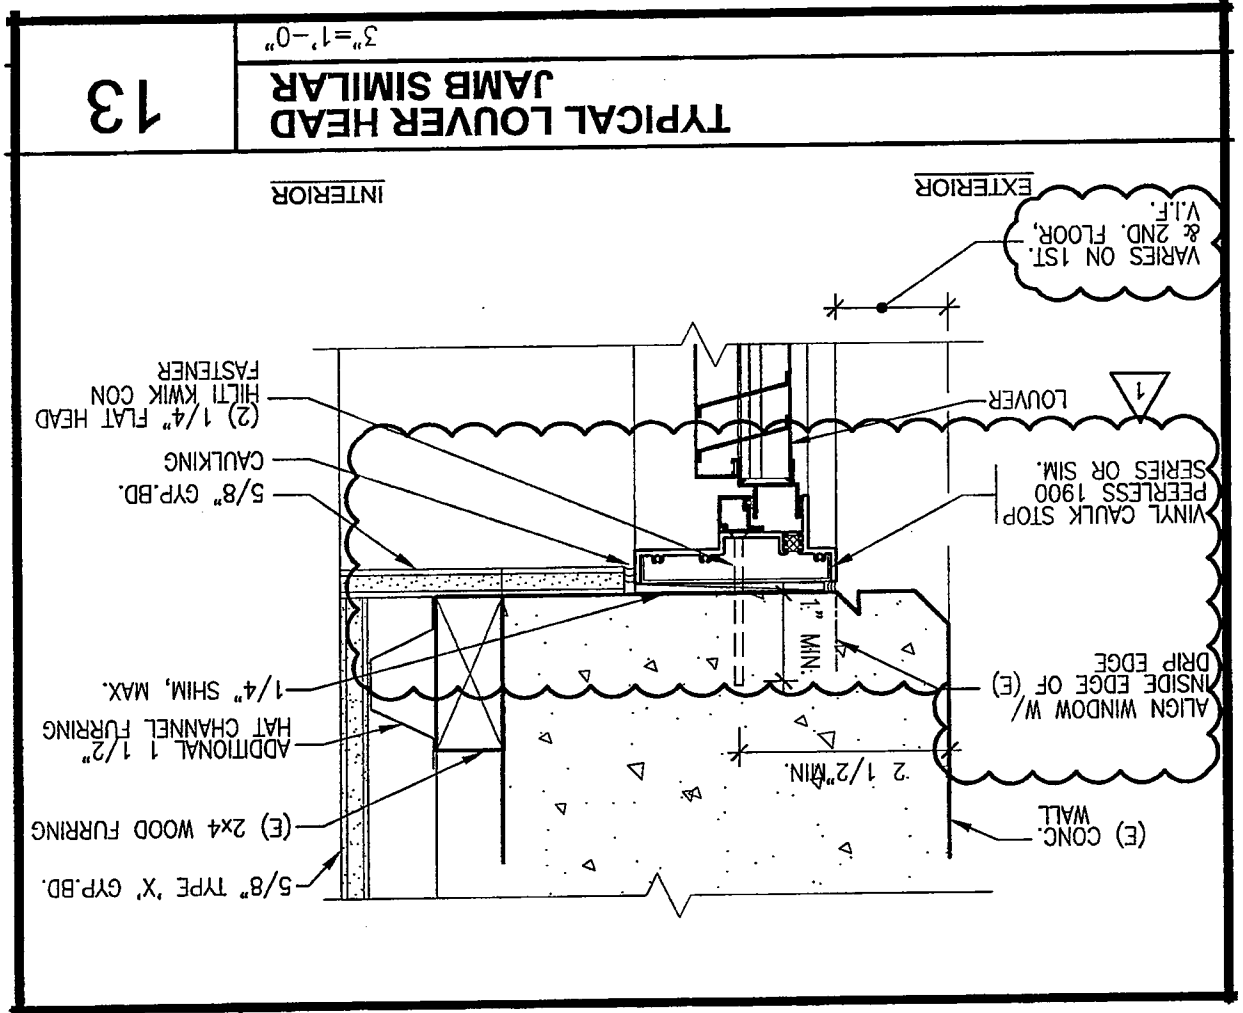 5/8" TYPE 'X' GYP.BD.
(E) 2x4 WOOD FURRING
ADDITIONAL 1 1/2"
HAT CHANNEL FURRING
1/4" SHIM, MAX.
5/8" GYP.BD.
CAULKING
(2) 1/4" FLAT HEAD
HILTI KWIK CON
FASTENER
(E) CONC.
WALL
2 1/2" MIN.
1" MIN.
ALIGN WINDOW W/
INSIDE EDGE OF (E)
DRIP EDGE
VINYL CAULK STOP
PEERLESS 1900
SERIES OR SIM.
1
LOUVER
VARIES ON 1ST.
& 2ND. FLOOR,
V.I.F.
EXTERIOR
INTERIOR
TYPICAL LOUVER HEAD
JAMB SIMILAR
3"=1'-0"
13